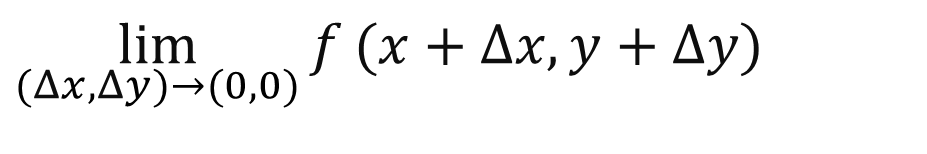 lim f (x + Δx, y + Δy)
(Δx,Δy)→(0,0)